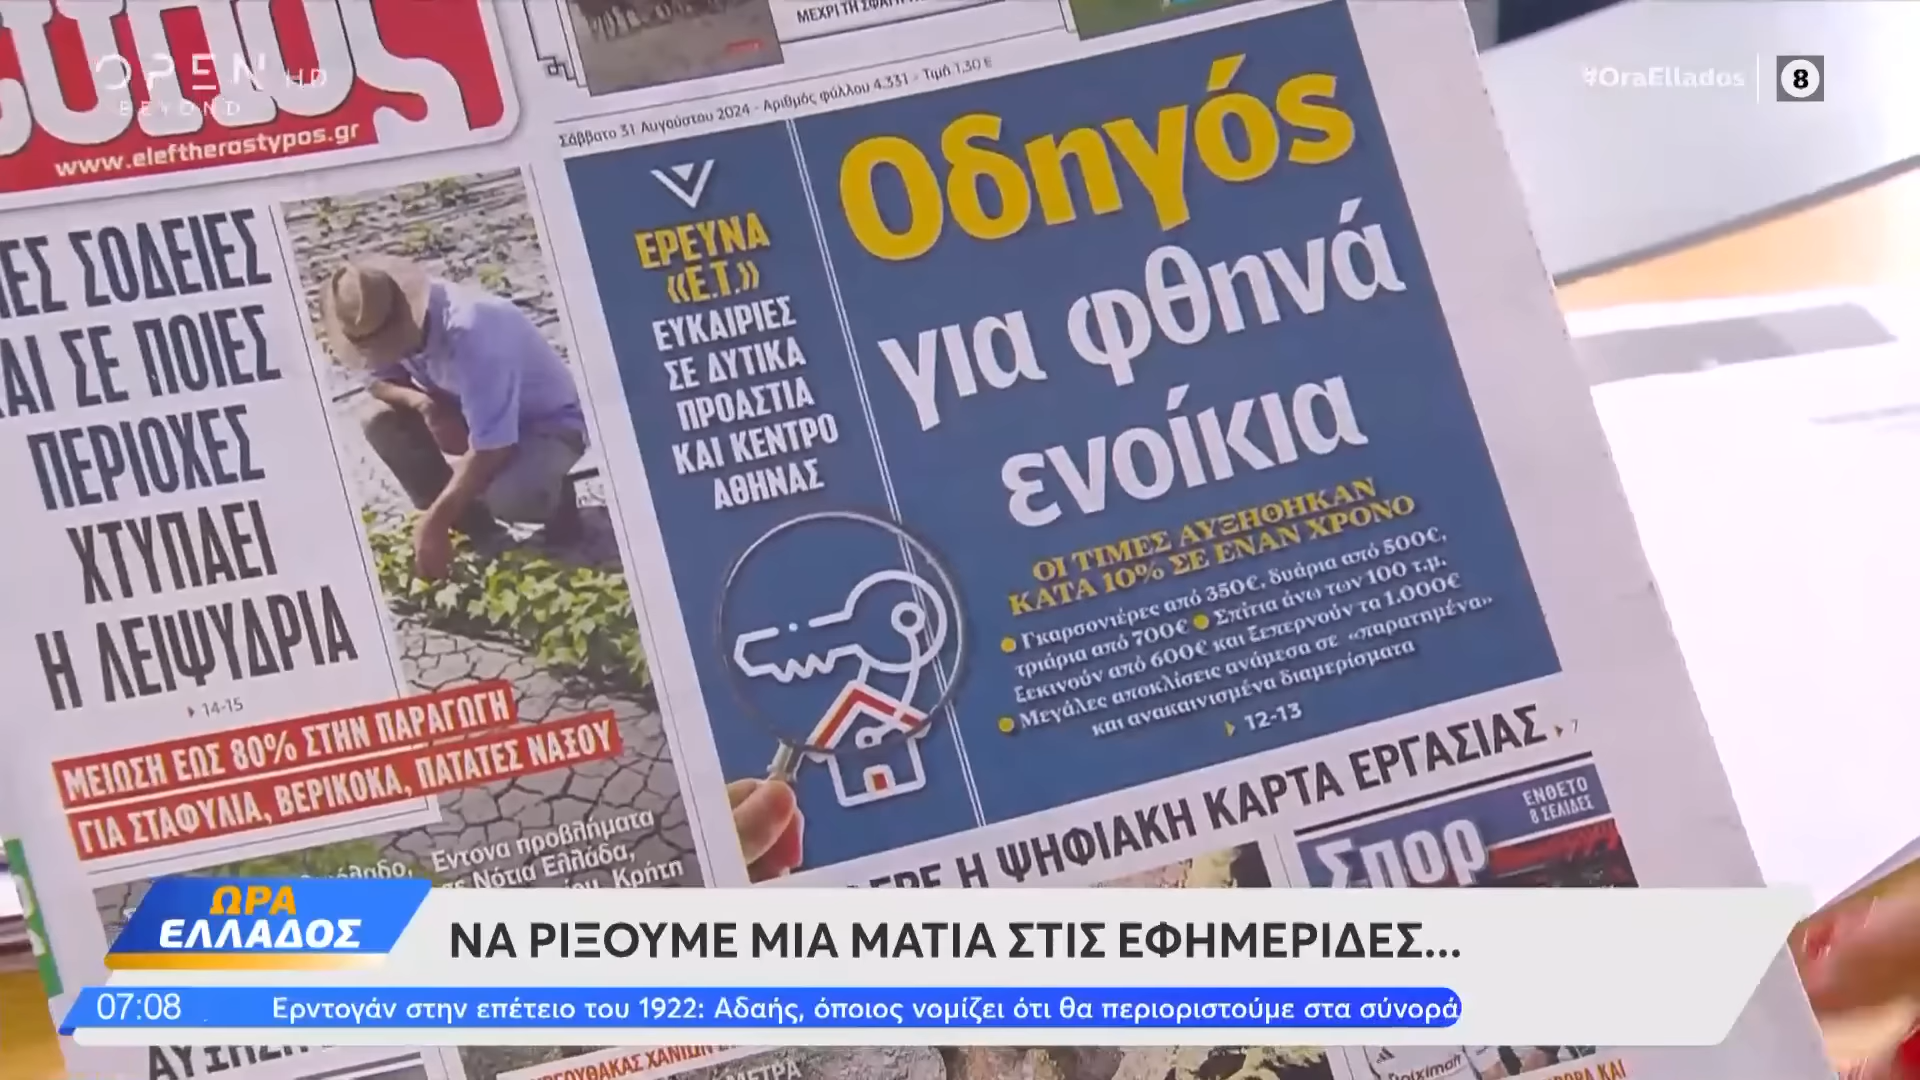 OPEN HD
BEYOND
#OraEllados
8
www.eleftherostypos.gr
ΜΕΧΡΙ ΤΗ
Σάββατο 31 Αυγούστου 2024 - Αριθμός φύλλου 4.331 - Τιμή 1,30 €
ΣΟΔΕΙΕΣ
ΣΕ ΠΟΙΕΣ
ΠΕΡΙΟΧΕΣ
ΧΤΥΠΑΕΙ
Η ΛΕΙΨΥΔΡΙΑ
14-15
ΜΕΙΩΣΗ ΕΩΣ 80% ΣΤΗΝ ΠΑΡΑΓΩΓΗ
ΓΙΑ ΣΤΑΦΥΛΙΑ, ΒΕΡΙΚΟΚΑ, ΠΑΤΑΤΕΣ ΝΑΞΟΥ
Εντονα προβλήματα
Νότια Ελλάδα,
Κρήτη
ΕΡΕΥΝΑ
«Ε.Τ.»
ΕΥΚΑΙΡΙΕΣ
ΣΕ ΔΥΤΙΚΑ
ΠΡΟΑΣΤΙΑ
ΚΑΙ ΚΕΝΤΡΟ
ΑΘΗΝΑΣ
Οδηγός
για φθηνά
ενοίκια
ΟΙ ΤΙΜΕΣ ΑΥΞΗΘΗΚΑΝ
ΚΑΤΑ 10% ΣΕ ΕΝΑΝ ΧΡΟΝΟ
● Γκαρσονιέρες από 350€, δυάρια από 500€,
τριάρια από 700€ ● Σπίτια άνω των 100 τ.μ.
ξεκινούν από 600€ και ξεπερνούν τα 1.000€
● Μεγάλες αποκλίσεις ανάμεσα σε «παρατημένα»
και ανακαινισμένα διαμερίσματα
12-13
Η ΨΗΦΙΑΚΗ ΚΑΡΤΑ ΕΡΓΑΣΙΑΣ 7
ΕΝΘΕΤΟ
8 ΣΕΛΙΔΕΣ
Σπορ
ΩΡΑ
ΕΛΛΑΔΟΣ
ΝΑ ΡΙΞΟΥΜΕ ΜΙΑ ΜΑΤΙΑ ΣΤΙΣ ΕΦΗΜΕΡΙΔΕΣ...
07:08
Ερντογάν στην επέτειο του 1922: Αδαής, όποιος νομίζει ότι θα περιοριστούμε στα σύνορά
ΧΑΝΙΩΝ
ΜΕΤΡΑ
ΚΑΙ